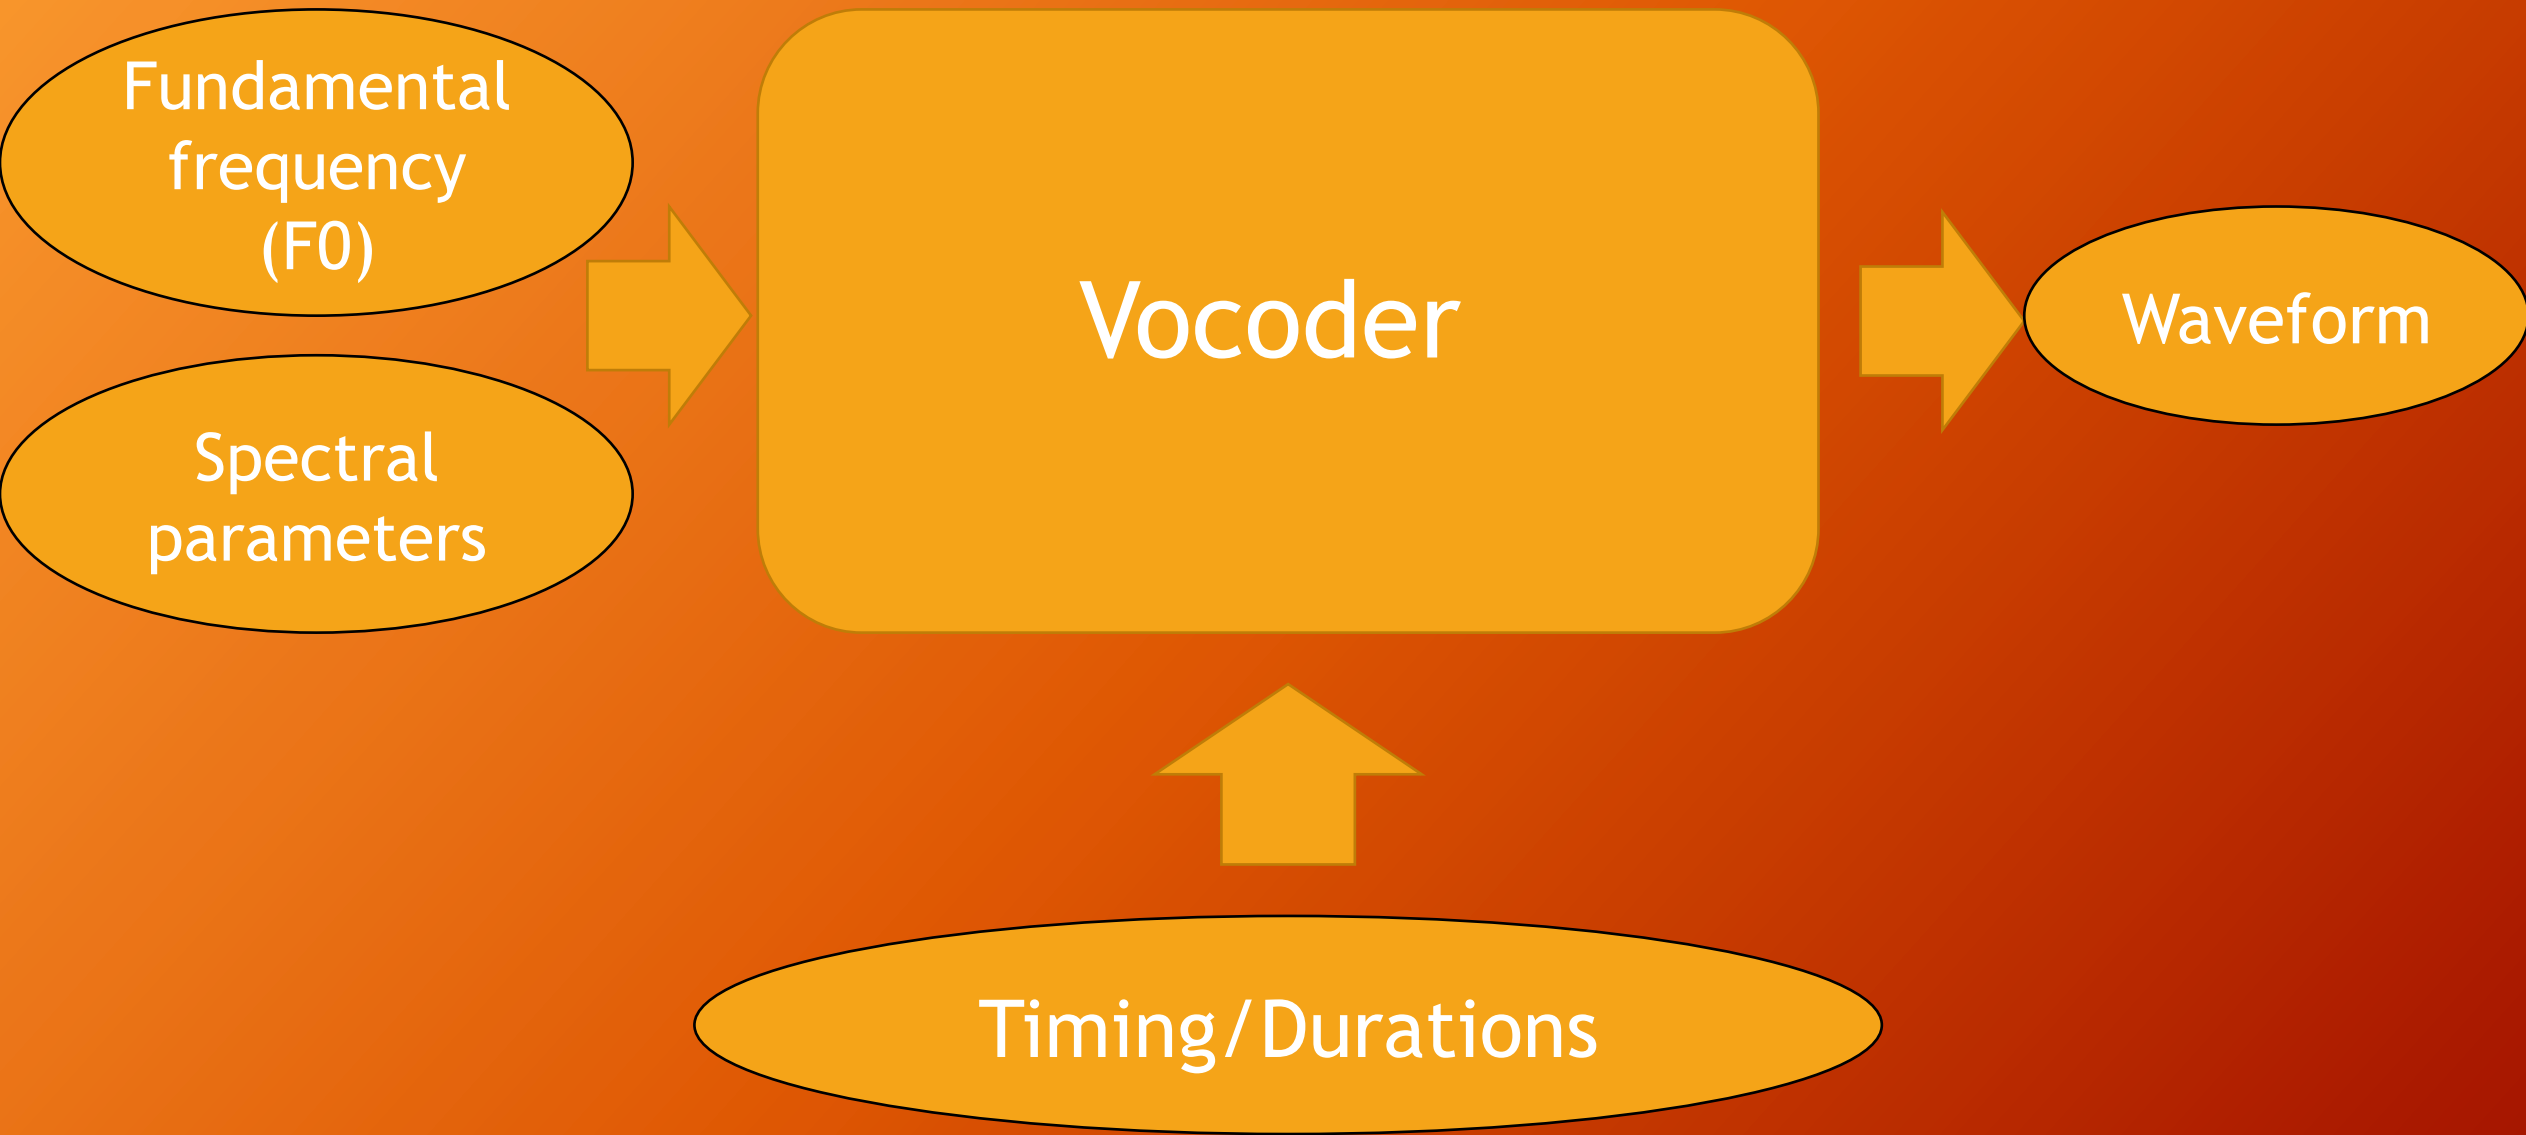 Fundamental
frequency
(F0)
Spectral
parameters
Vocoder
Waveform
Timing/Durations